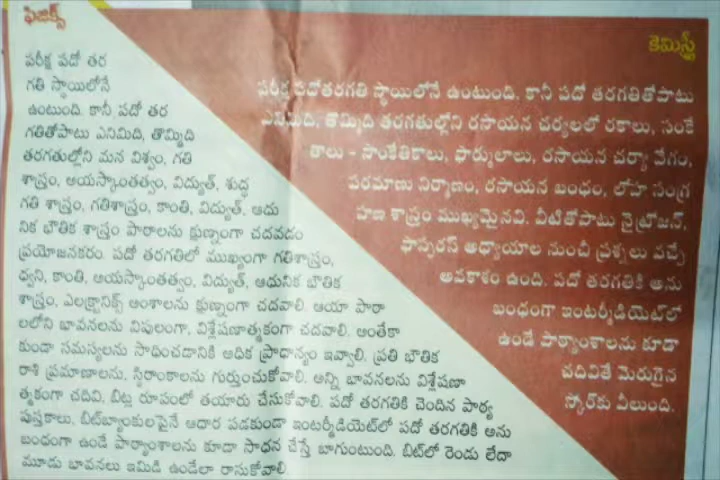 ఫిజిక్స్
పరీక్ష పదో తర
గతి స్థాయిలోనే
ఉంటుంది. కానీ పదో తర
గతితోపాటు ఎనిమిది, తొమ్మిది
తరగతుల్లోని మన విశ్వం, గతి
శాస్త్రం, అయస్కాంతత్వం, విద్యుత్, శుద్ధ
గతి శాస్త్రం, గతిశాస్త్రం, కాంతి, విద్యుత్, ఆధు
నిక భౌతిక శాస్త్రం పాఠాలను క్షుణ్నంగా చదవడం
ప్రయోజనకరం. పదో తరగతిలో ముఖ్యంగా గతిశాస్త్రం,
ధ్వని, కాంతి, అయస్కాంతత్వం, విద్యుత్, ఆధునిక భౌతిక
శాస్త్రం, ఎలక్ట్రానిక్స్ అంశాలను క్షుణ్నంగా చదవాలి. ఆయా పాఠా
లలోని భావనలను విపులంగా, విశ్లేషణాత్మకంగా చదవాలి. అంతేకా
కుండా సమస్యలను సాధించడానికి అధిక ప్రాధాన్యం ఇవ్వాలి. ప్రతి భౌతిక
రాశి ప్రమాణాలను, స్థిరాంకాలను గుర్తుంచుకోవాలి. అన్ని భావనలను విశ్లేషణా
త్మకంగా చదివి, బిట్ల రూపంలో తయారు చేసుకోవాలి. పదో తరగతికి చెందిన పాఠ్య
పుస్తకాలు, బిట్‌బ్యాంకులపైనే ఆధార పడకుండా ఇంటర్మీడియెట్‌లో పదో తరగతికి అను
బంధంగా ఉండే పాఠ్యాంశాలను కూడా సాధన చేస్తే బాగుంటుంది. బిట్‌లో రెండు లేదా
మూడు భావనలు ఇమిడి ఉండేలా రాసుకోవాలి.
కెమిస్ట్రీ
పరీక్ష పదోతరగతి స్థాయిలోనే ఉంటుంది. కానీ పదో తరగతితోపాటు
ఎనిమిది, తొమ్మిది తరగతుల్లోని రసాయన చర్యలలో రకాలు, సంకే
తాలు - సాంకేతికాలు, ఫార్ములాలు, రసాయన చర్యా వేగం,
పరమాణు నిర్మాణం, రసాయన బంధం, లోహ సంగ్ర
హణ శాస్త్రం ముఖ్యమైనవి. వీటితోపాటు నైట్రోజన్,
ఫాస్ఫరస్ అధ్యాయాల నుంచీ ప్రశ్నలు వచ్చే
అవకాశం ఉంది. పదో తరగతికి అను
బంధంగా ఇంటర్మీడియెట్‌లో
ఉండే పాఠ్యాంశాలను కూడా
చదివితే మెరుగైన
స్కోర్‌కు వీలుంది.